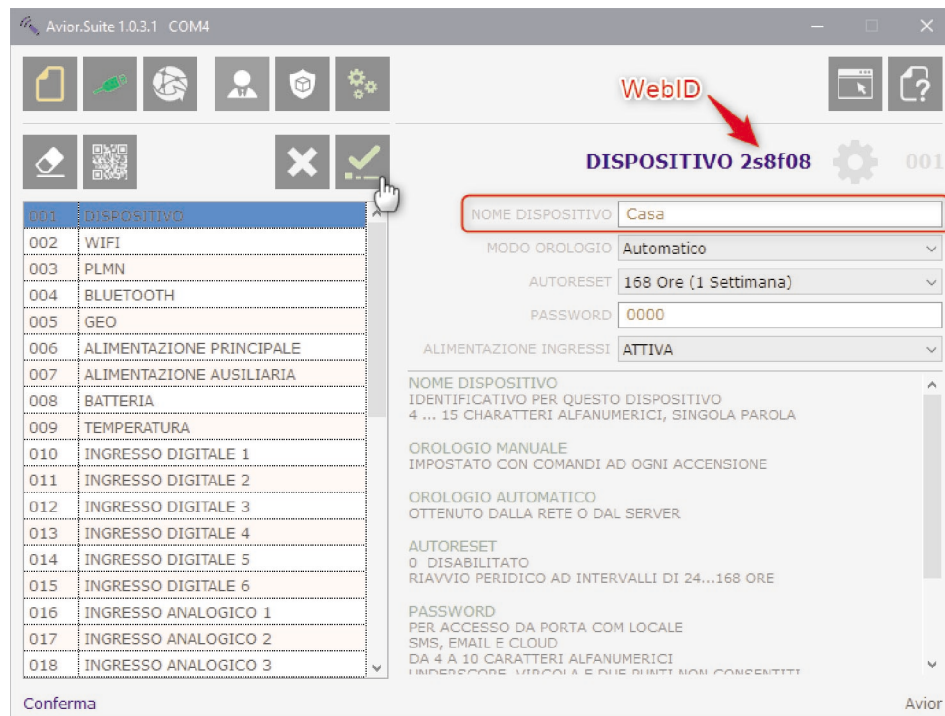 Avior.Suite 1.0.3.1 COM4
WebID
DISPOSITIVO 2s8f08
001
001 DISPOSITIVO
002 WIFI
003 PLMN
004 BLUETOOTH
005 GEO
006 ALIMENTAZIONE PRINCIPALE
007 ALIMENTAZIONE AUSILIARIA
008 BATTERIA
009 TEMPERATURA
010 INGRESSO DIGITALE 1
011 INGRESSO DIGITALE 2
012 INGRESSO DIGITALE 3
013 INGRESSO DIGITALE 4
014 INGRESSO DIGITALE 5
015 INGRESSO DIGITALE 6
016 INGRESSO ANALOGICO 1
017 INGRESSO ANALOGICO 2
018 INGRESSO ANALOGICO 3
NOME DISPOSITIVO Casa
MODO OROLOGIO Automatico
AUTORESET 168 Ore (1 Settimana)
PASSWORD 0000
ALIMENTAZIONE INGRESSI ATTIVA
NOME DISPOSITIVO
IDENTIFICATIVO PER QUESTO DISPOSITIVO
4 ... 15 CHARATTERI ALFANUMERICI, SINGOLA PAROLA
OROLOGIO MANUALE
IMPOSTATO CON COMANDI AD OGNI ACCENSIONE
OROLOGIO AUTOMATICO
OTTENUTO DALLA RETE O DAL SERVER
AUTORESET
0 DISABILITATO
RIAVVIO PERIDICO AD INTERVALLI DI 24...168 ORE
PASSWORD
PER ACCESSO DA PORTA COM LOCALE
SMS, EMAIL E CLOUD
DA 4 A 10 CARATTERI ALFANUMERICI
UNDERSCORE, VIRGOLA E DUE PUNTI NON CONSENTITI
Conferma
Avior